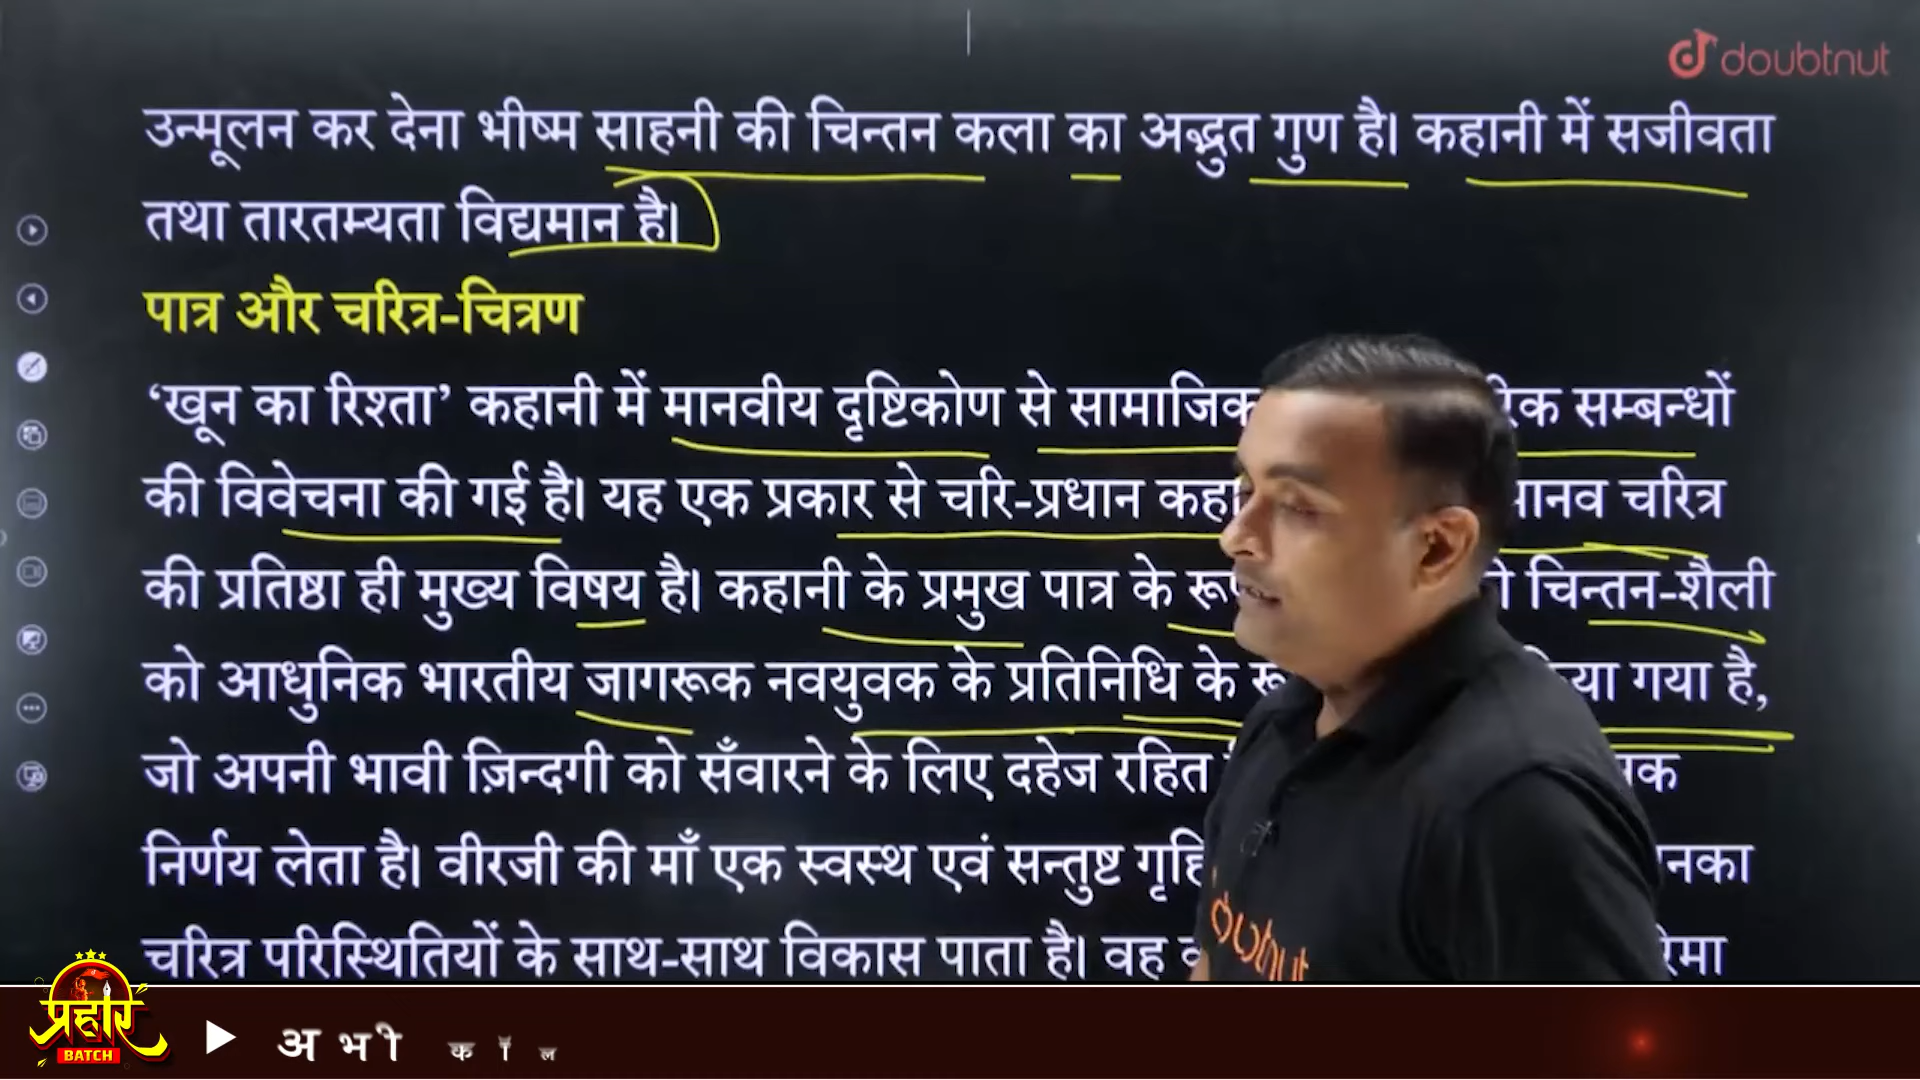 doubtnut
उन्मूलन कर देना भीष्म साहनी की चिन्तन कला का अद्भुत गुण है। कहानी में सजीवता
तथा तारतम्यता विद्यमान है।
पात्र और चरित्र-चित्रण
‘खून का रिश्ता’ कहानी में मानवीय दृष्टिकोण से सामाजिक सम्बन्धों
की विवेचना की गई है। यह एक प्रकार से चरि-प्रधान चरित्र
की प्रतिष्ठा ही मुख्य विषय है। कहानी के प्रमुख पात्र के चिन्तन-शैली
को आधुनिक भारतीय जागरूक नवयुवक के प्रतिनिधि के गया है,
जो अपनी भावी ज़िन्दगी को सँवारने के लिए दहेज रहित
निर्णय लेता है। वीरजी की माँ एक स्वस्थ एवं सन्तुष्ट
चरित्र परिस्थितियों के साथ-साथ विकास पाता है। वह
doubtnut
प्रहार
BATCH
अभी कॉल